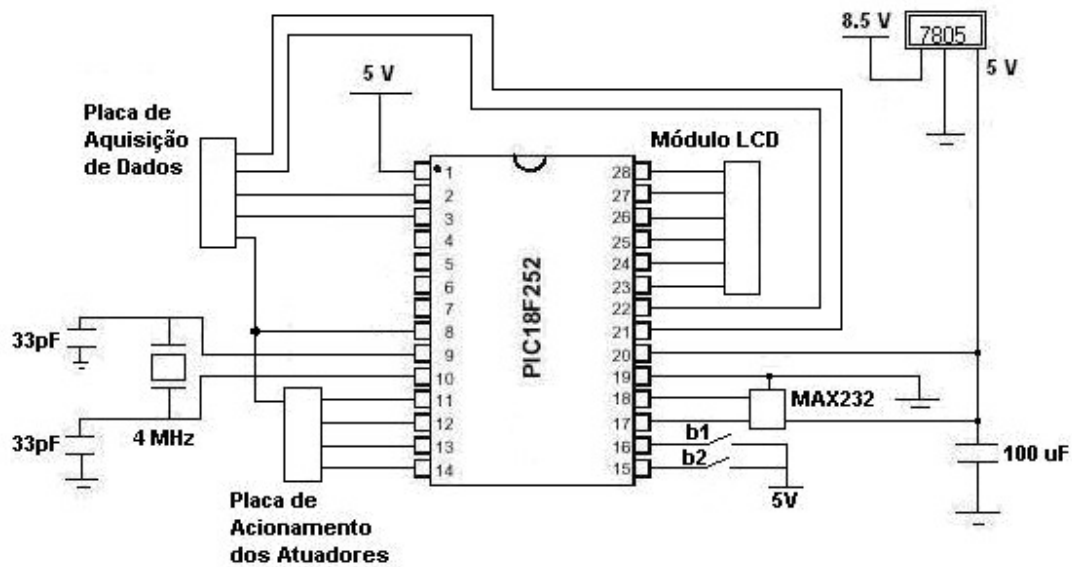 8.5 V
7805
5 V
5 V
Placa de
Aquisição
de Dados
Módulo LCD
1
2
3
4
5
6
7
8
9
10
11
12
13
14
PIC18F252
28
27
26
25
24
23
22
21
20
19
18
17
16
15
33pF
33pF
4 MHz
MAX232
b1
b2
5V
100 uF
Placa de
Acionamento
dos Atuadores